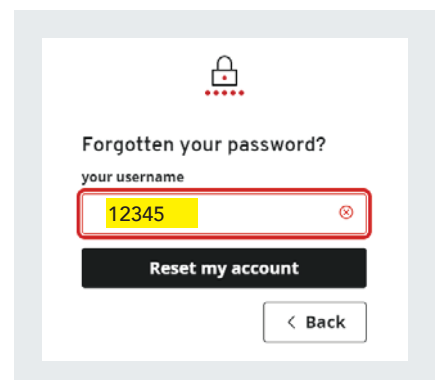 Forgotten your password?
your username
12345
Reset my account
< Back